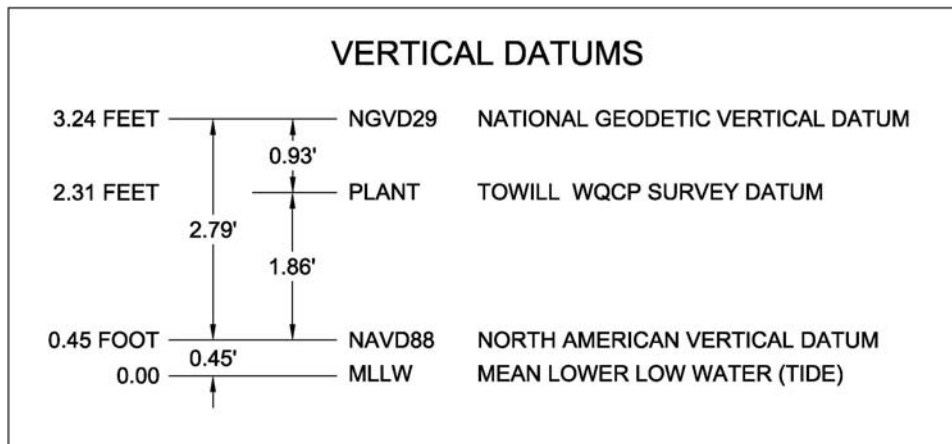 VERTICAL DATUMS
3.24 FEET NGVD29 NATIONAL GEODETIC VERTICAL DATUM
0.93'
2.31 FEET PLANT TOWILL WQCP SURVEY DATUM
2.79'
1.86'
0.45 FOOT NAVD88 NORTH AMERICAN VERTICAL DATUM
0.45'
0.00 MLLW MEAN LOWER LOW WATER (TIDE)